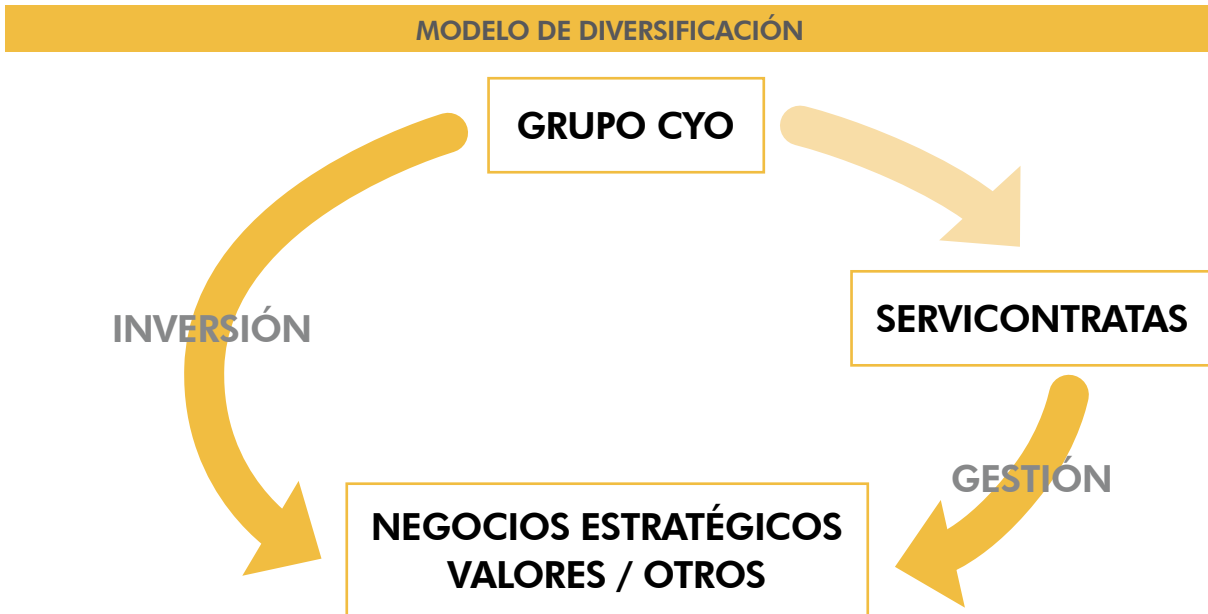 MODELO DE DIVERSIFICACIÓN
GRUPO CYO
SERVICONTRATAS
INVERSIÓN
GESTIÓN
NEGOCIOS ESTRATÉGICOS
VALORES / OTROS